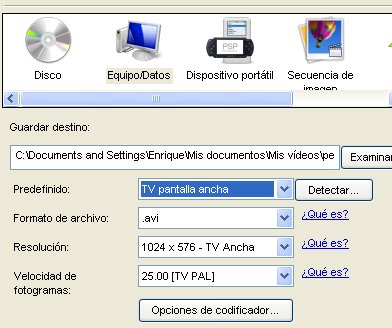 PSP
Disco
Equipo/Datos
Dispositivo portátil
Secuencia de
imagen
Guardar destino:
C:\Documents and Settings\Enrique\Mis documentos\Mis vídeos\pe
Examinar
Predefinido:
TV pantalla ancha
Detectar...
Formato de archivo:
.avi
¿Qué es?
Resolución:
1024 x 576 - TV Ancha
¿Qué es?
Velocidad de
fotogramas:
25.00 [TV PAL]
¿Qué es?
Opciones de codificador...